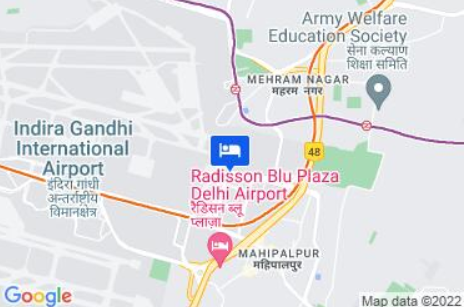 Army Welfare
Education Society
सेना कल्याण
शिक्षा समिति
MEHRAM NAGAR
महरम नगर
Indira Gandhi
International
Airport
इंदिरा गांधी
अन्तर्राष्ट्रीय
विमानक्षेत्र
48
Radisson Blu Plaza
Delhi Airport
रैडिसन ब्लू
प्लाज़ा
MAHIPALPUR
महिपालपुर
Google
Map data ©2022